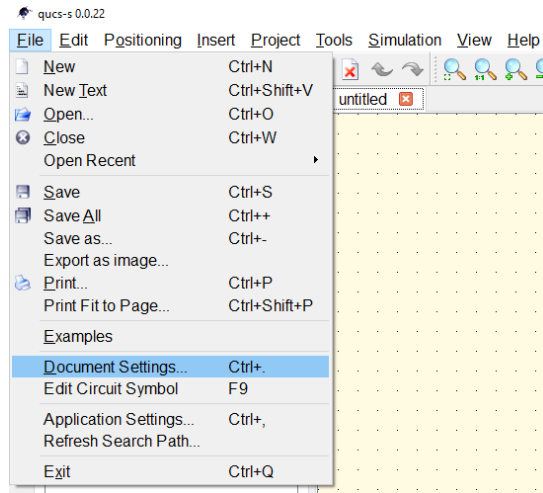 qucs-s 0.0.22
File Edit Positioning Insert Project Tools Simulation View Help
New Ctrl+N
New Text Ctrl+Shift+V
untitled
Open... Ctrl+O
Close Ctrl+W
Open Recent
Save Ctrl+S
Save All Ctrl++
Save as... Ctrl+-
Export as image...
Print... Ctrl+P
Print Fit to Page... Ctrl+Shift+P
Examples
Document Settings... Ctrl+.
Edit Circuit Symbol F9
Application Settings... Ctrl+,
Refresh Search Path...
Exit Ctrl+Q